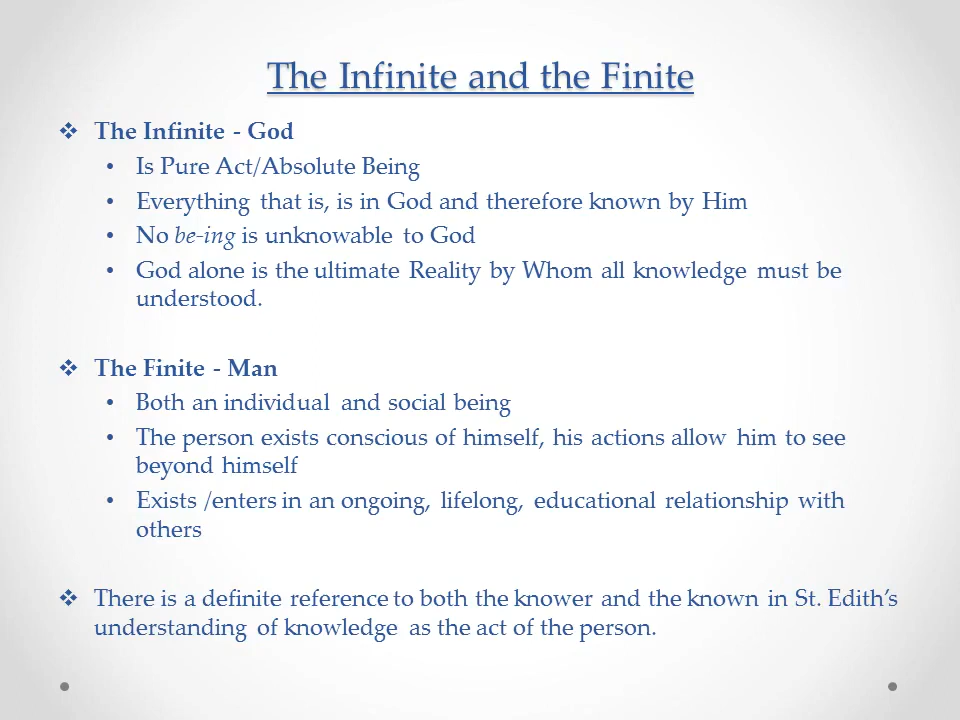 The Infinite and the Finite
❖ The Infinite - God
• Is Pure Act/Absolute Being
• Everything that is, is in God and therefore known by Him
• No be-ing is unknowable to God
• God alone is the ultimate Reality by Whom all knowledge must be
understood.
❖ The Finite - Man
• Both an individual and social being
• The person exists conscious of himself, his actions allow him to see
beyond himself
• Exists /enters in an ongoing, lifelong, educational relationship with
others
❖ There is a definite reference to both the knower and the known in St. Edith’s
understanding of knowledge as the act of the person.